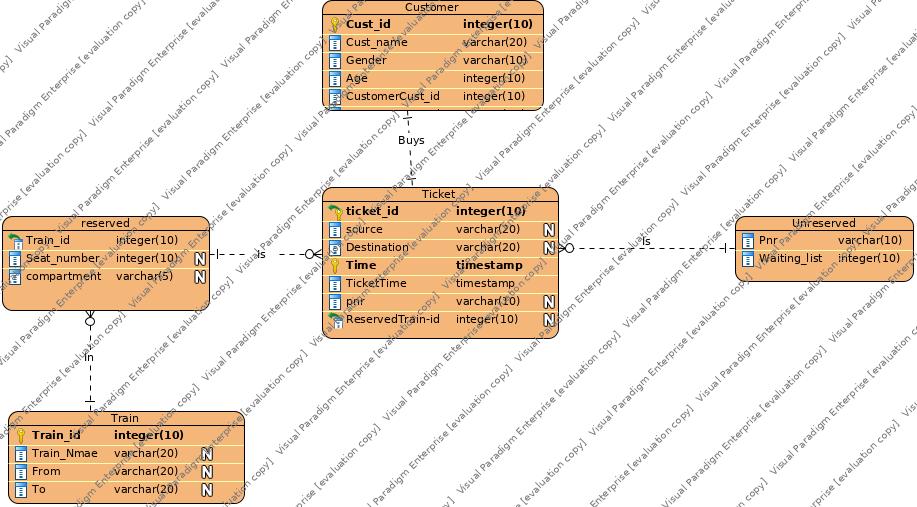 Customer
Cust_id integer(10)
Cust_name varchar(20)
Gender varchar(10)
Age integer(10)
CustomerCust_id integer(10)
Buys
Ticket
ticket_id integer(10)
source varchar(20) N
Destination varchar(20) N
Time timestamp
TicketTime timestamp
pnr varchar(10) N
ReservedTrain-id integer(10) N
reserved
Train_id integer(10)
Seat_number integer(10) N
compartment varchar(5) N
Is
Is
Unreserved
Pnr varchar(10)
Waiting_list integer(10)
In
Train
Train_id integer(10)
Train_Nmae varchar(20) N
From varchar(20) N
To varchar(20) N
Visual Paradigm Enterprise [evaluation copy]